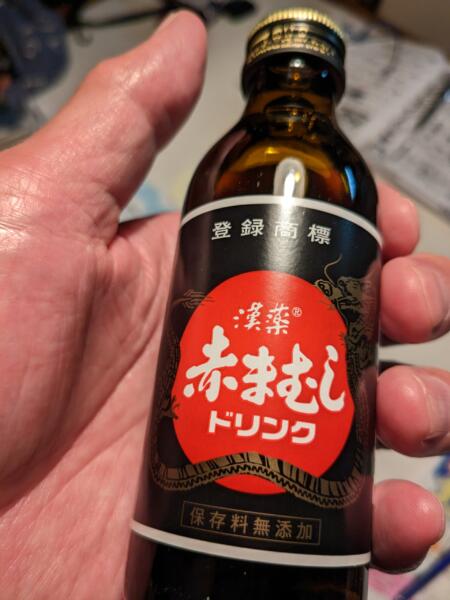 登録商標
漢薬®
赤まむし
ドリンク
保存料無添加